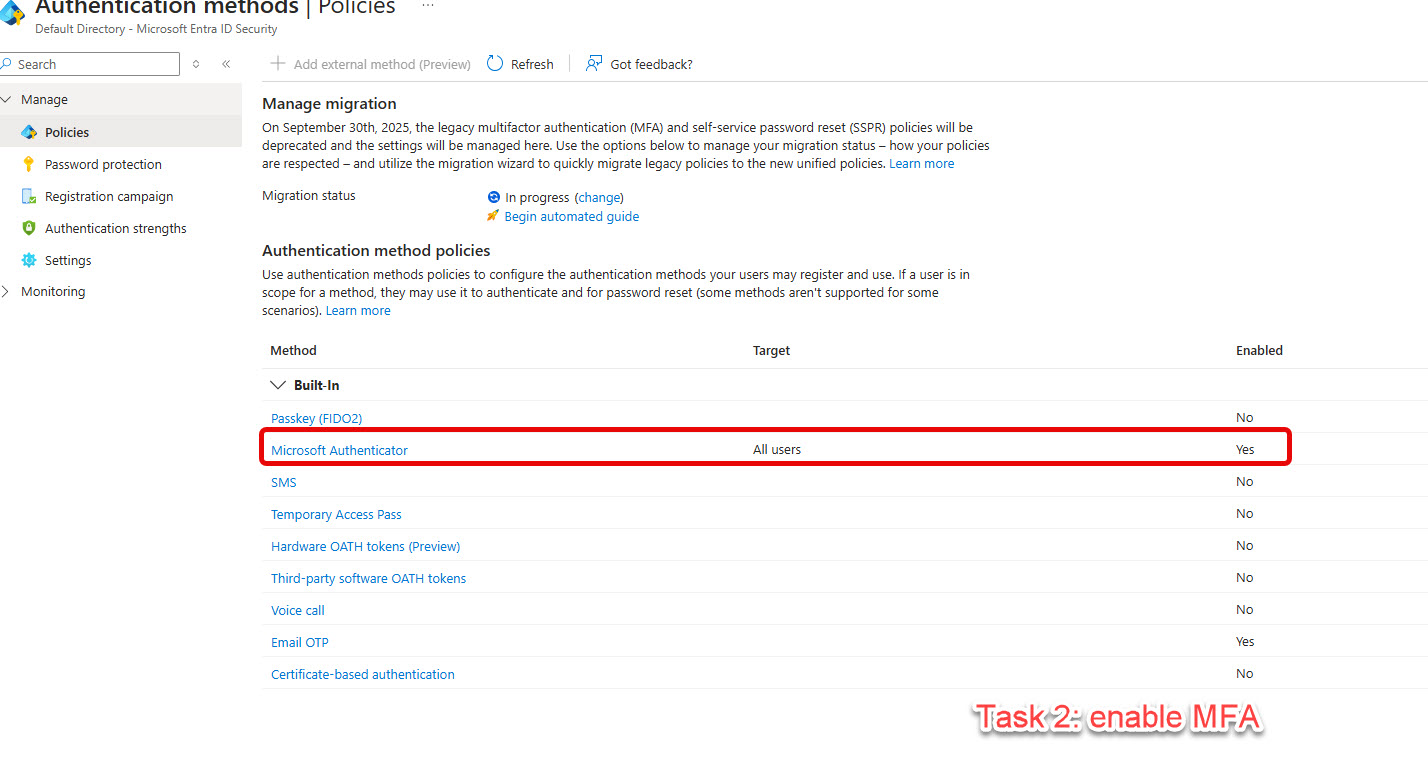 Authentication methods | Policies ...
Default Directory - Microsoft Entra ID Security
Search
Add external method (Preview) Refresh Got feedback?
Manage
Policies
Password protection
Registration campaign
Authentication strengths
Settings
Monitoring
Manage migration
On September 30th, 2025, the legacy multifactor authentication (MFA) and self-service password reset (SSPR) policies will be
deprecated and the settings will be managed here. Use the options below to manage your migration status – how your policies
are respected – and utilize the migration wizard to quickly migrate legacy policies to the new unified policies. Learn more
Migration status In progress (change)
Begin automated guide
Authentication method policies
Use authentication methods policies to configure the authentication methods your users may register and use. If a user is in
scope for a method, they may use it to authenticate and for password reset (some methods aren't supported for some
scenarios). Learn more
Method Target Enabled
Built-In
Passkey (FIDO2) No
Microsoft Authenticator All users Yes
SMS No
Temporary Access Pass No
Hardware OATH tokens (Preview) No
Third-party software OATH tokens No
Voice call No
Email OTP Yes
Certificate-based authentication No
Task 2: enable MFA